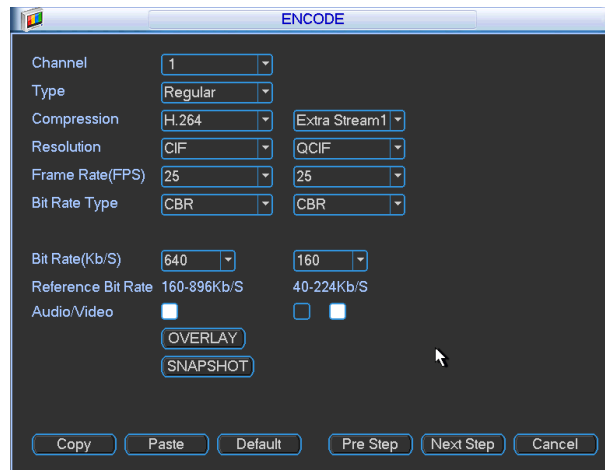 ENCODE
Channel 1
Type Regular
Compression H.264 Extra Stream1
Resolution CIF QCIF
Frame Rate(FPS) 25 25
Bit Rate Type CBR CBR
Bit Rate(Kb/S) 640 160
Reference Bit Rate 160-896Kb/S 40-224Kb/S
Audio/Video
OVERLAY
SNAPSHOT
Copy Paste Default Pre Step Next Step Cancel